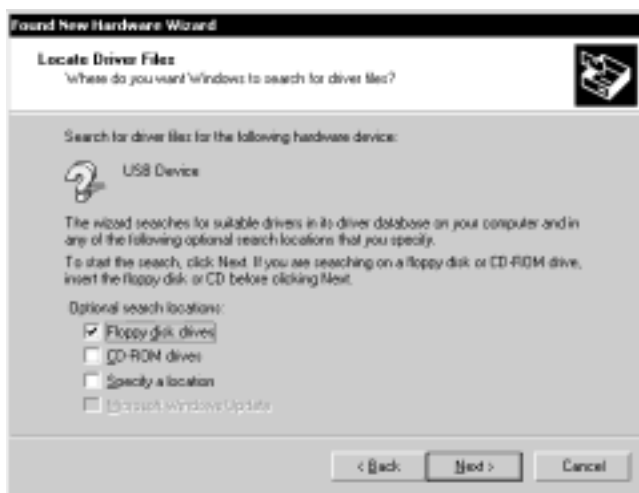 Found New Hardware Wizard
Locate Driver Files
Where do you want Windows to search for driver files?
Search for driver files for the following hardware device:
USB Device
The wizard searches for suitable drivers in its driver database on your computer and in
any of the following optional search locations that you specify.
To start the search, click Next. If you are searching on a floppy disk or CD-ROM drive,
insert the floppy disk or CD before clicking Next.
Optional search locations:
Floppy disk drives
CD-ROM drives
Specify a location
Microsoft Windows Update
< Back
Next >
Cancel